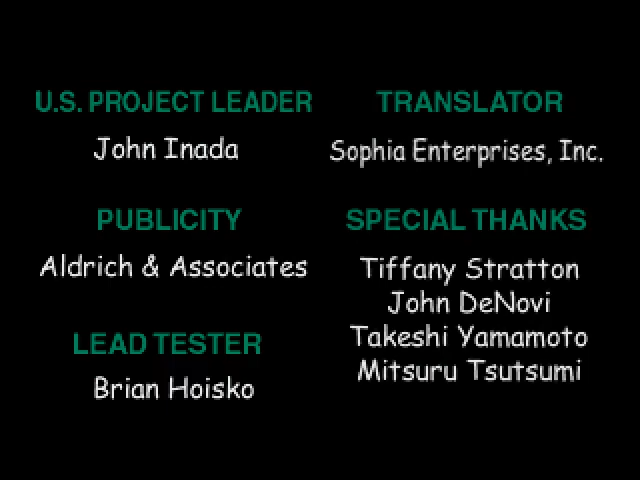 U.S. PROJECT LEADER
John Inada
PUBLICITY
Aldrich & Associates
LEAD TESTER
Brian Hoisko
TRANSLATOR
Sophia Enterprises, Inc.
SPECIAL THANKS
Tiffany Stratton
John DeNovi
Takeshi Yamamoto
Mitsuru Tsutsumi